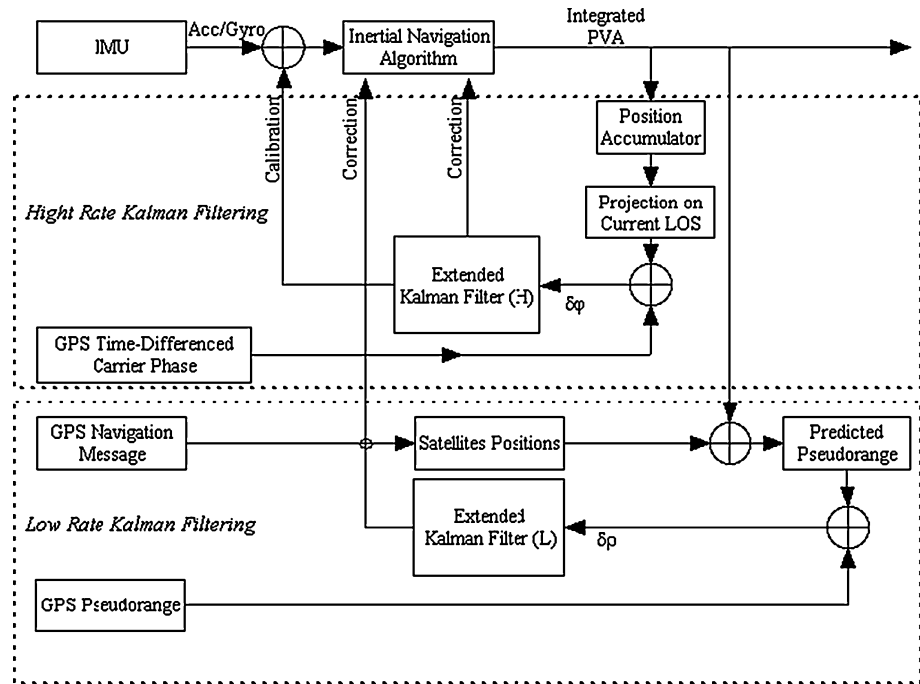 IMU
Acc/Gyro
Inertial Navigation
Algorithm
Integrated
PVA
Calibration
Correction
Correction
Position
Accumulator
Projection on
Current LOS
Hight Rate Kalman Filtering
Extended
Kalman Filter (H)
δφ
GPS Time-Differenced
Carrier Phase
GPS Navigation
Message
Satellites Positions
Predicted
Pseudorange
Low Rate Kalman Filtering
Extended
Kalman Filter (L)
δρ
GPS Pseudorange